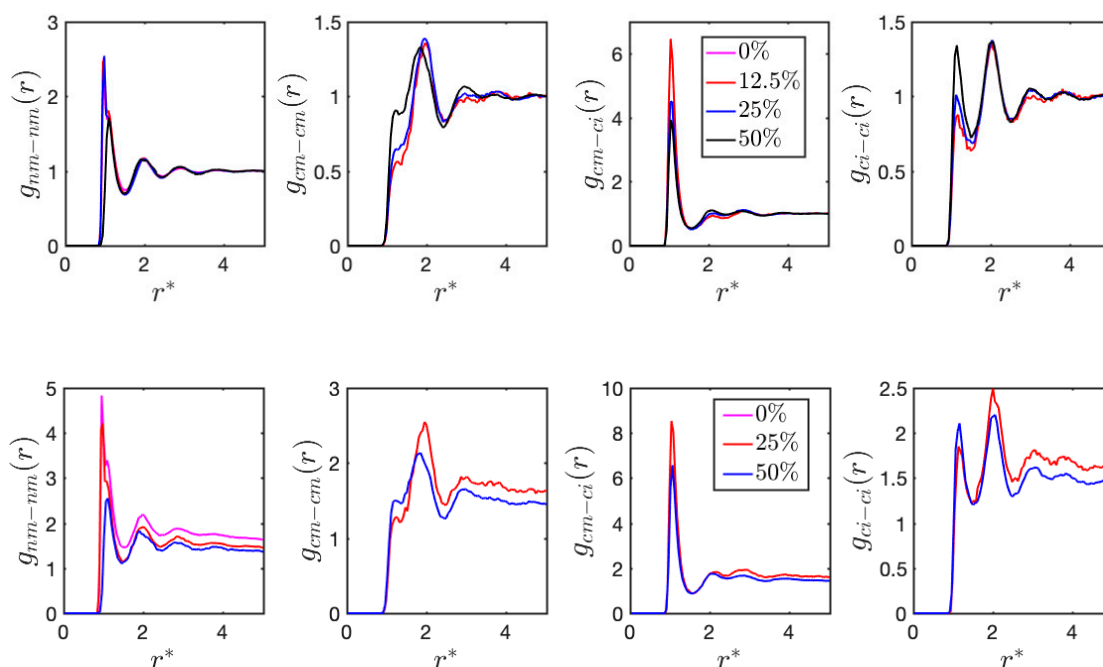 g_{nm-nm}(r)
3
2
1
0
0 2 4
r*
g_{cm-cm}(r)
1.5
1
0.5
0
0 2 4
r*
g_{cm-ci}(r)
6
4
2
0
0 2 4
r*
0%
12.5%
25%
50%
g_{ci-ci}(r)
1.5
1
0.5
0
0 2 4
r*
g_{nm-nm}(r)
5
4
3
2
1
0
0 2 4
r*
g_{cm-cm}(r)
3
2
1
0
0 2 4
r*
g_{cm-ci}(r)
10
8
6
4
2
0
0 2 4
r*
0%
25%
50%
g_{ci-ci}(r)
2.5
2
1.5
1
0.5
0
0 2 4
r*